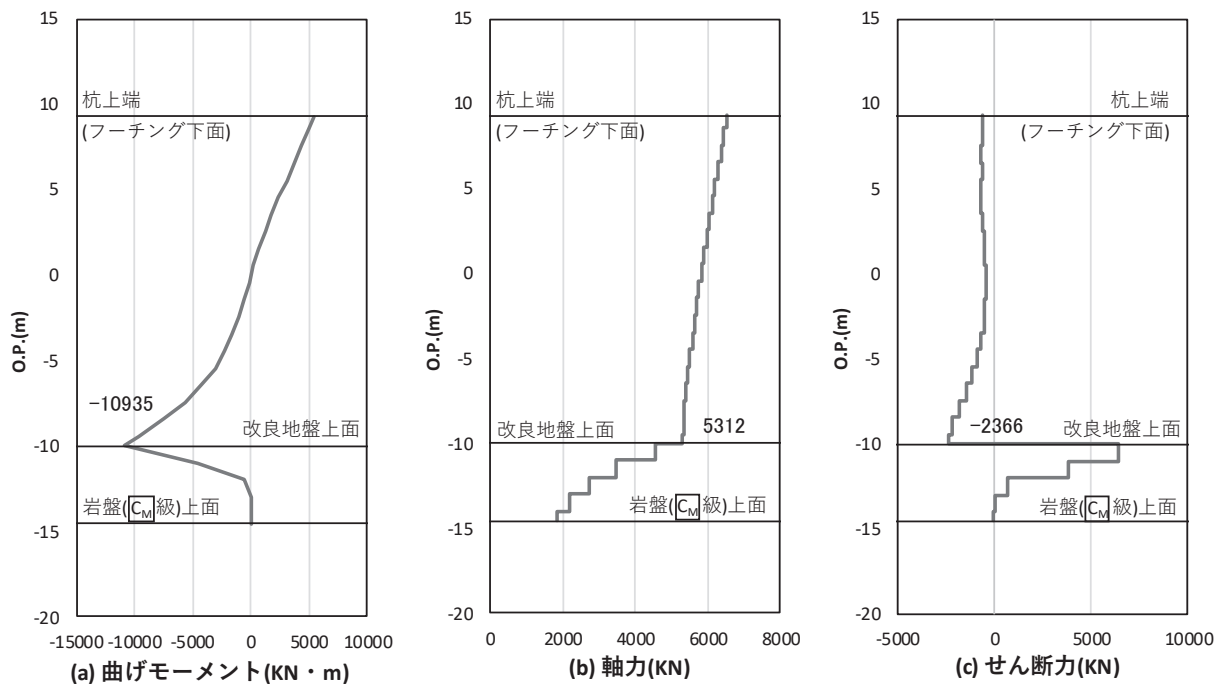 15
10
5
0
-5
-10
-15
-20
O.P.(m)
杭上端
(フーチング下面)
-10935
改良地盤上面
岩盤(CM級)上面
-15000 -10000 -5000 0 5000 10000
(a) 曲げモーメント(KN・m)
15
10
5
0
-5
-10
-15
-20
O.P.(m)
杭上端
(フーチング下面)
5312
改良地盤上面
岩盤(CM級)上面
0 2000 4000 6000 8000
(b) 軸力(KN)
15
10
5
0
-5
-10
-15
-20
O.P.(m)
杭上端
(フーチング下面)
-2366
改良地盤上面
岩盤(CM級)上面
-5000 0 5000 10000
(c) せん断力(KN)